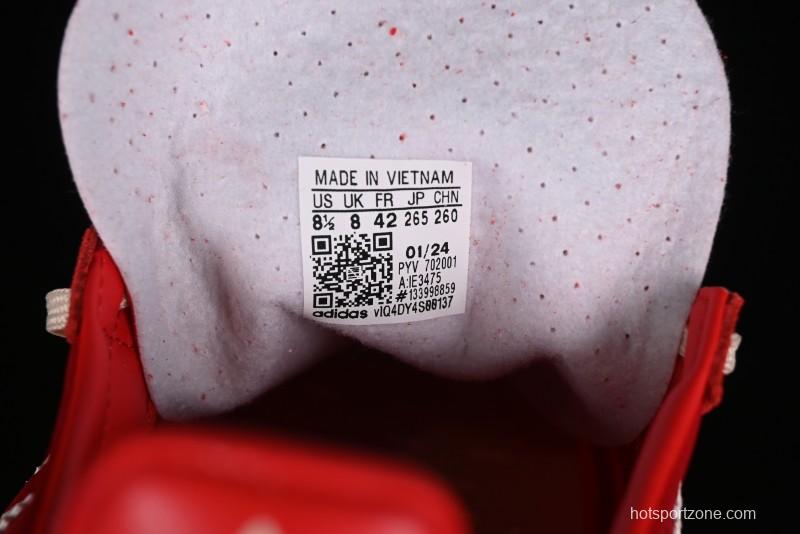 MADE IN VIETNAM
US UK FR JP CHN
8½ 8 42 265 260
01/24
PYV 702001
A:IE3475
#133998859
adidas vIQ4DY4S00137
hotsportzone.com